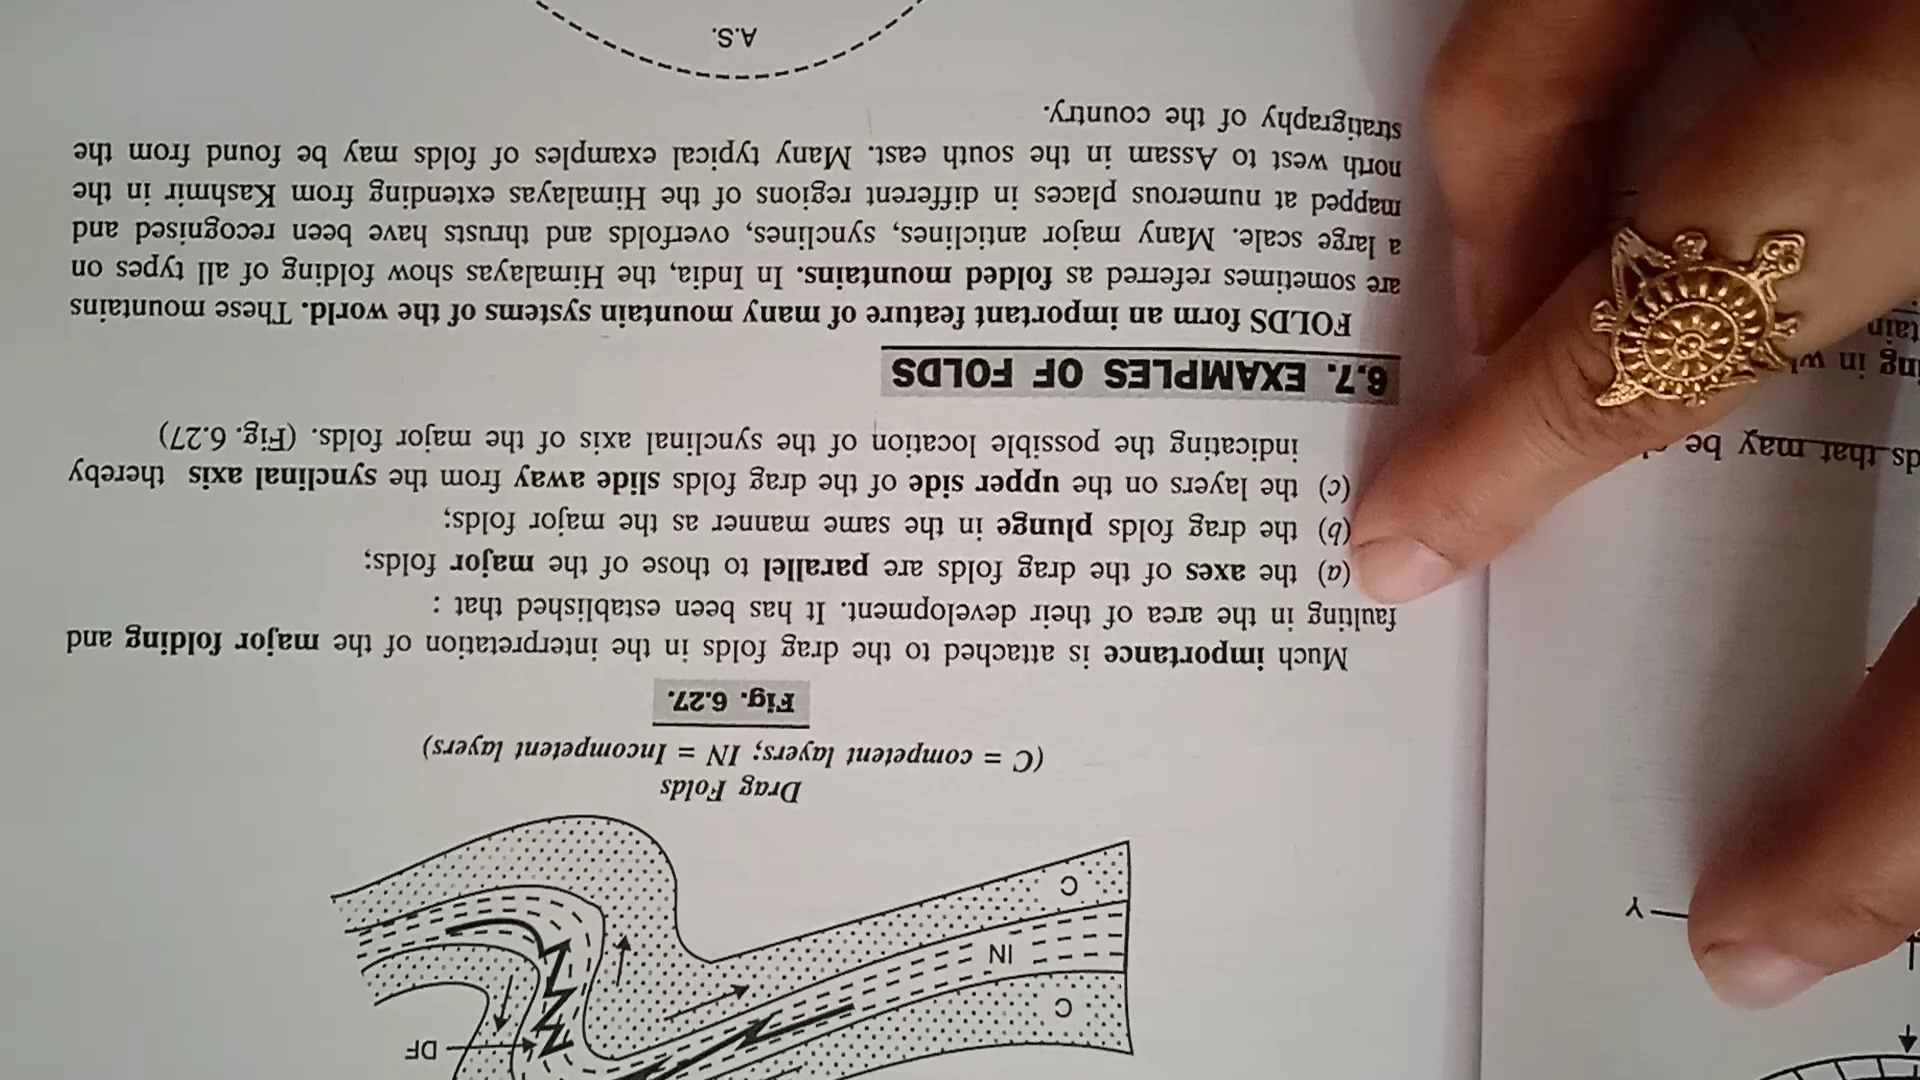 DF
C
IN
C
Drag Folds
(C = competent layers; IN = Incompetent layers)
Fig. 6.27.
Much importance is attached to the drag folds in the interpretation of the major folding and
faulting in the area of their development. It has been established that :
(a) the axes of the drag folds are parallel to those of the major folds;
(b) the drag folds plunge in the same manner as the major folds;
(c) the layers on the upper side of the drag folds slide away from the synclinal axis thereby
indicating the possible location of the synclinal axis of the major folds. (Fig. 6.27)
6.7. EXAMPLES OF FOLDS
FOLDS form an important feature of many mountain systems of the world. These mountains
are sometimes referred as folded mountains. In India, the Himalayas show folding of all types on
a large scale. Many major anticlines, synclines, overfolds and thrusts have been recognised and
mapped at numerous places in different regions of the Himalayas extending from Kashmir in the
north west to Assam in the south east. Many typical examples of folds may be found from the
stratigraphy of the country.
A.S.
Y
that may be
in